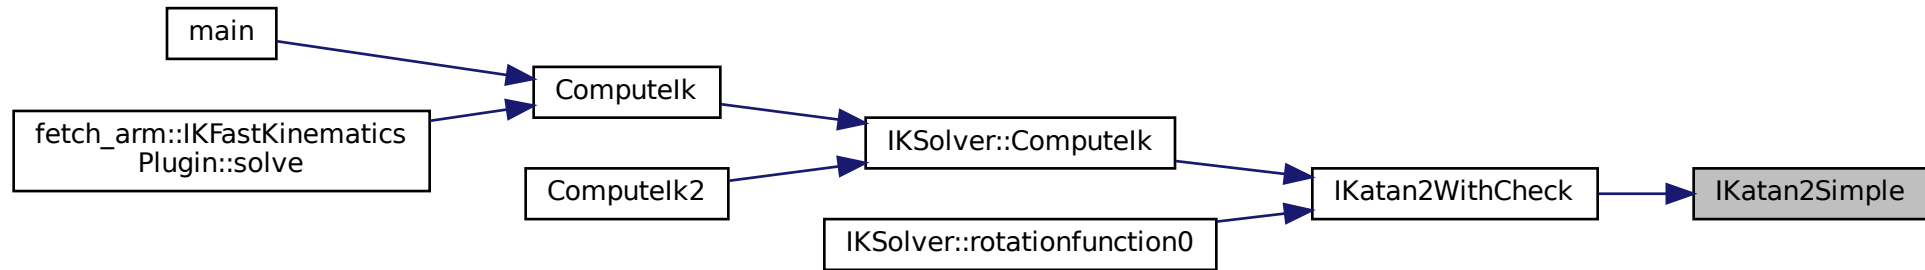 main
ComputeIk
fetch_arm::IKFastKinematics
Plugin::solve
IKSolver::ComputeIk
ComputeIk2
IKatan2WithCheck
IKatan2Simple
IKSolver::rotationfunction0